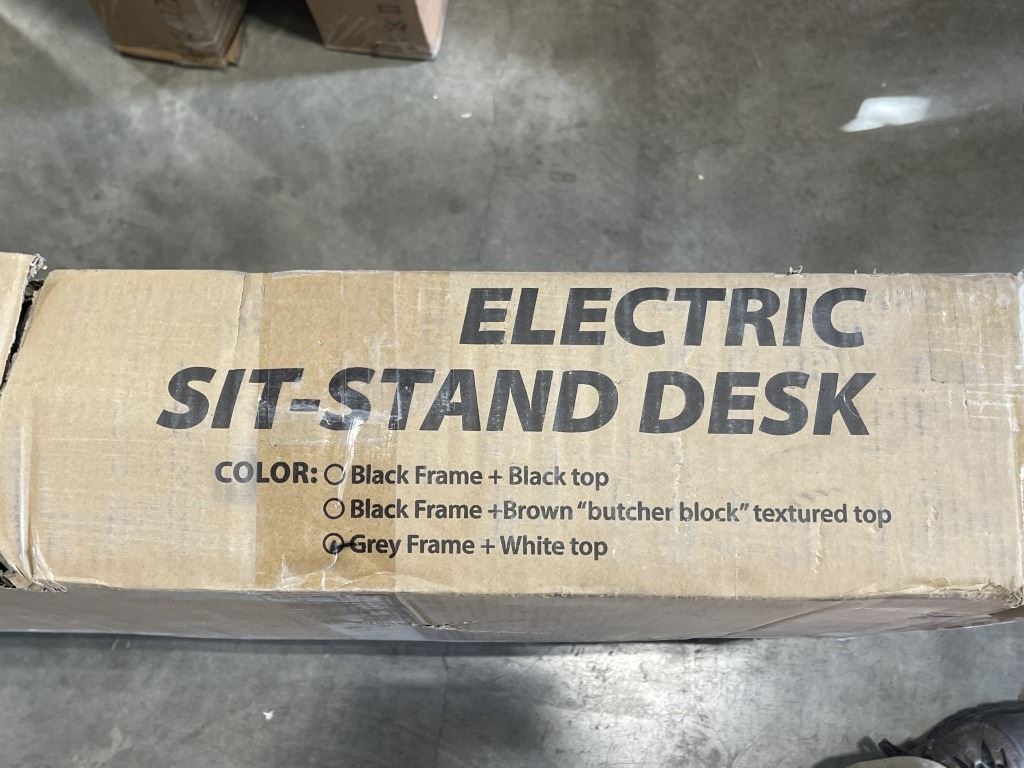 ELECTRIC
SIT-STAND DESK
COLOR: Black Frame + Black top
Black Frame +Brown “butcher block” textured top
Grey Frame + White top